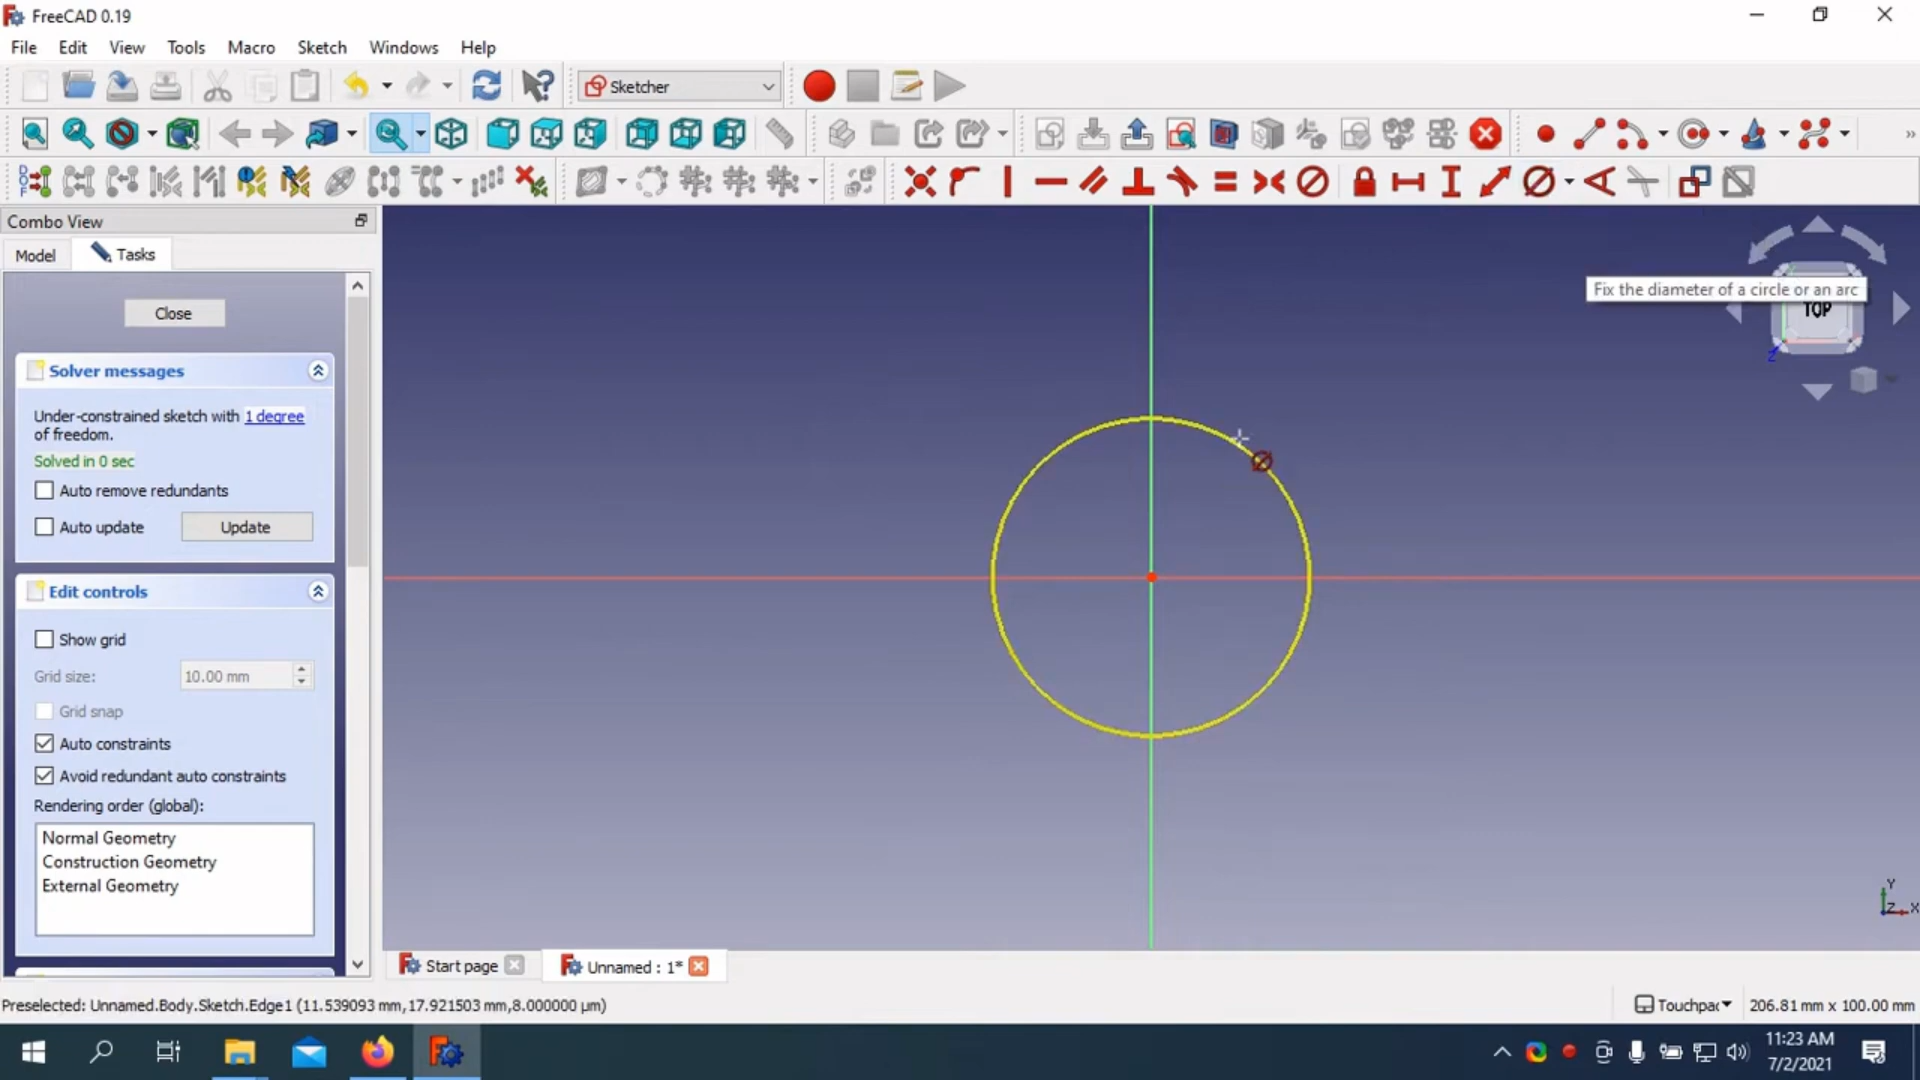 FreeCAD 0.19
File Edit View Tools Macro Sketch Windows Help
Sketcher
»
Combo View
Model Tasks
Close
Solver messages
Under-constrained sketch with 1 degree
of freedom.
Solved in 0 sec
Auto remove redundants
Auto update Update
Edit controls
Show grid
Grid size: 10.00 mm
Grid snap
Auto constraints
Avoid redundant auto constraints
Rendering order (global):
Normal Geometry
Construction Geometry
External Geometry
Fix the diameter of a circle or an arc
TOP
Z
Y
Z X
Start page Unnamed : 1*
Preselected: Unnamed.Body.Sketch.Edge1 (11.539093 mm,17.921503 mm,8.000000 µm)
Touchpac 206.81 mm x 100.00 mm
11:23 AM
7/2/2021